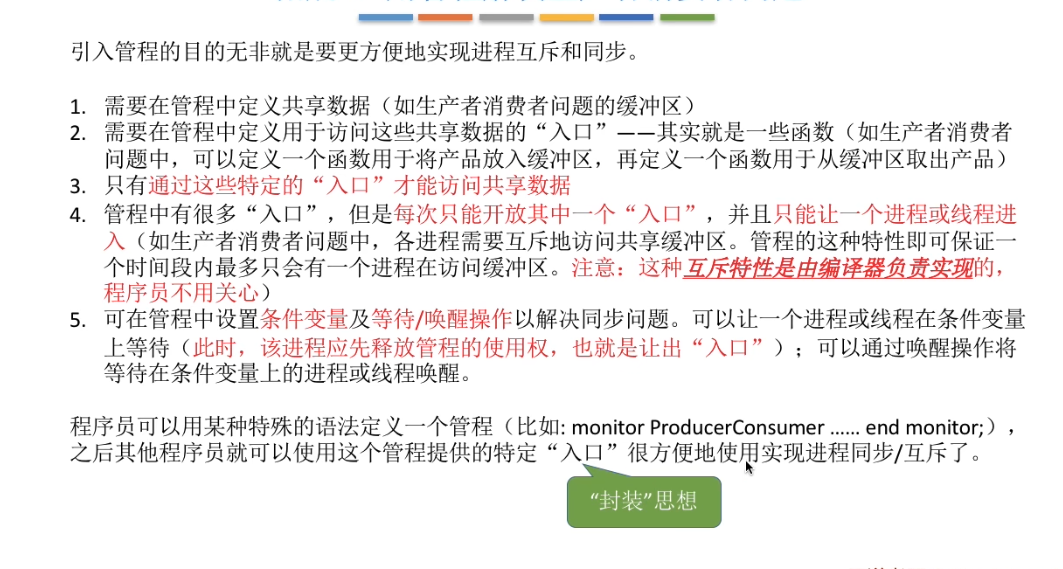 引入管程的目的无非就是要更方便地实现进程互斥和同步。
1. 需要在管程中定义共享数据（如生产者消费者问题的缓冲区）
2. 需要在管程中定义用于访问这些共享数据的“入口”——其实就是一些函数（如生产者消费者
问题中，可以定义一个函数用于将产品放入缓冲区，再定义一个函数用于从缓冲区取出产品）
3. 只有通过这些特定的“入口”才能访问共享数据
4. 管程中有很多“入口”，但是每次只能开放其中一个“入口”，并且只能让一个进程或线程进
入（如生产者消费者问题中，各进程需要互斥地访问共享缓冲区。管程的这种特性即可保证一
个时间段内最多只会有一个进程在访问缓冲区。注意：这种互斥特性是由编译器负责实现的，
程序员不用关心）
5. 可在管程中设置条件变量及等待/唤醒操作以解决同步问题。可以让一个进程或线程在条件变量
上等待（此时，该进程应先释放管程的使用权，也就是让出“入口”）；可以通过唤醒操作将
等待在条件变量上的进程或线程唤醒。
程序员可以用某种特殊的语法定义一个管程（比如: monitor ProducerConsumer …… end monitor;），
之后其他程序员就可以使用这个管程提供的特定“入口”很方便地使用实现进程同步/互斥了。
“封装”思想